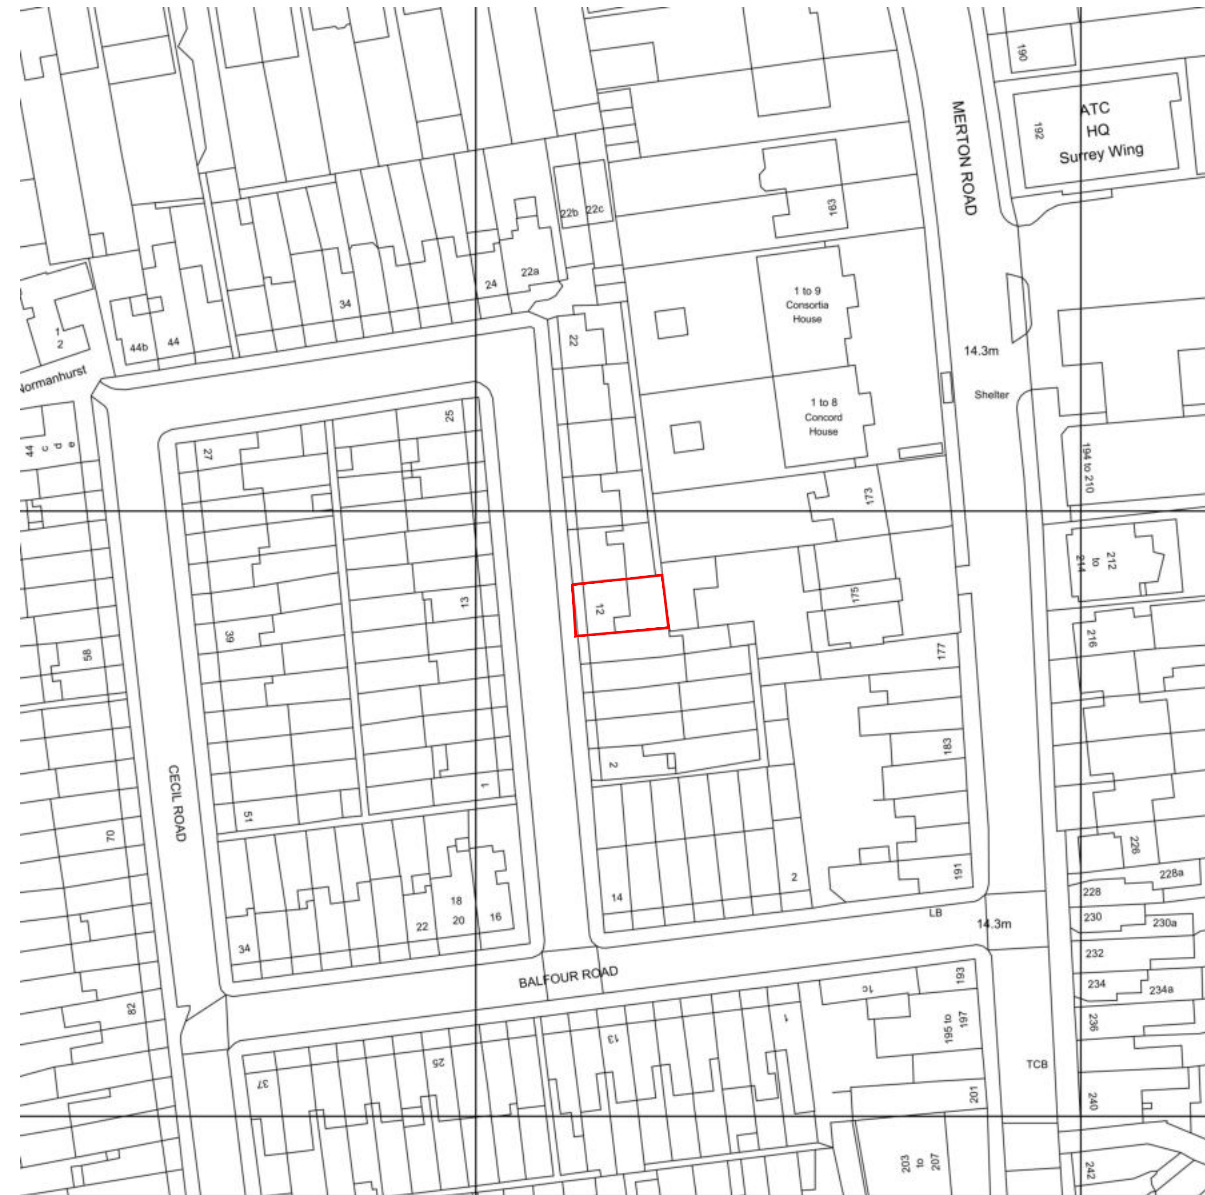 190
ATC
HQ
Surrey Wing
192
MERTON ROAD
163
22b
22c
22a
24
34
44
44b
1
2
Normanhurst
1 to 9
Consortia
House
14.3m
22
1 to 8
Concord
House
Shelter
25
27
e
d
c
44
194 to 210
173
212
to
214
13
12
175
39
216
177
58
183
2
1
CECIL ROAD
51
70
226
191
228a
2
14
228
18
20
16
22
LB
230
230a
14.3m
34
232
BALFOUR ROAD
193
1c
234
234a
82
197
195 to
236
1
13
25
37
TCB
201
240
207
to
203
242